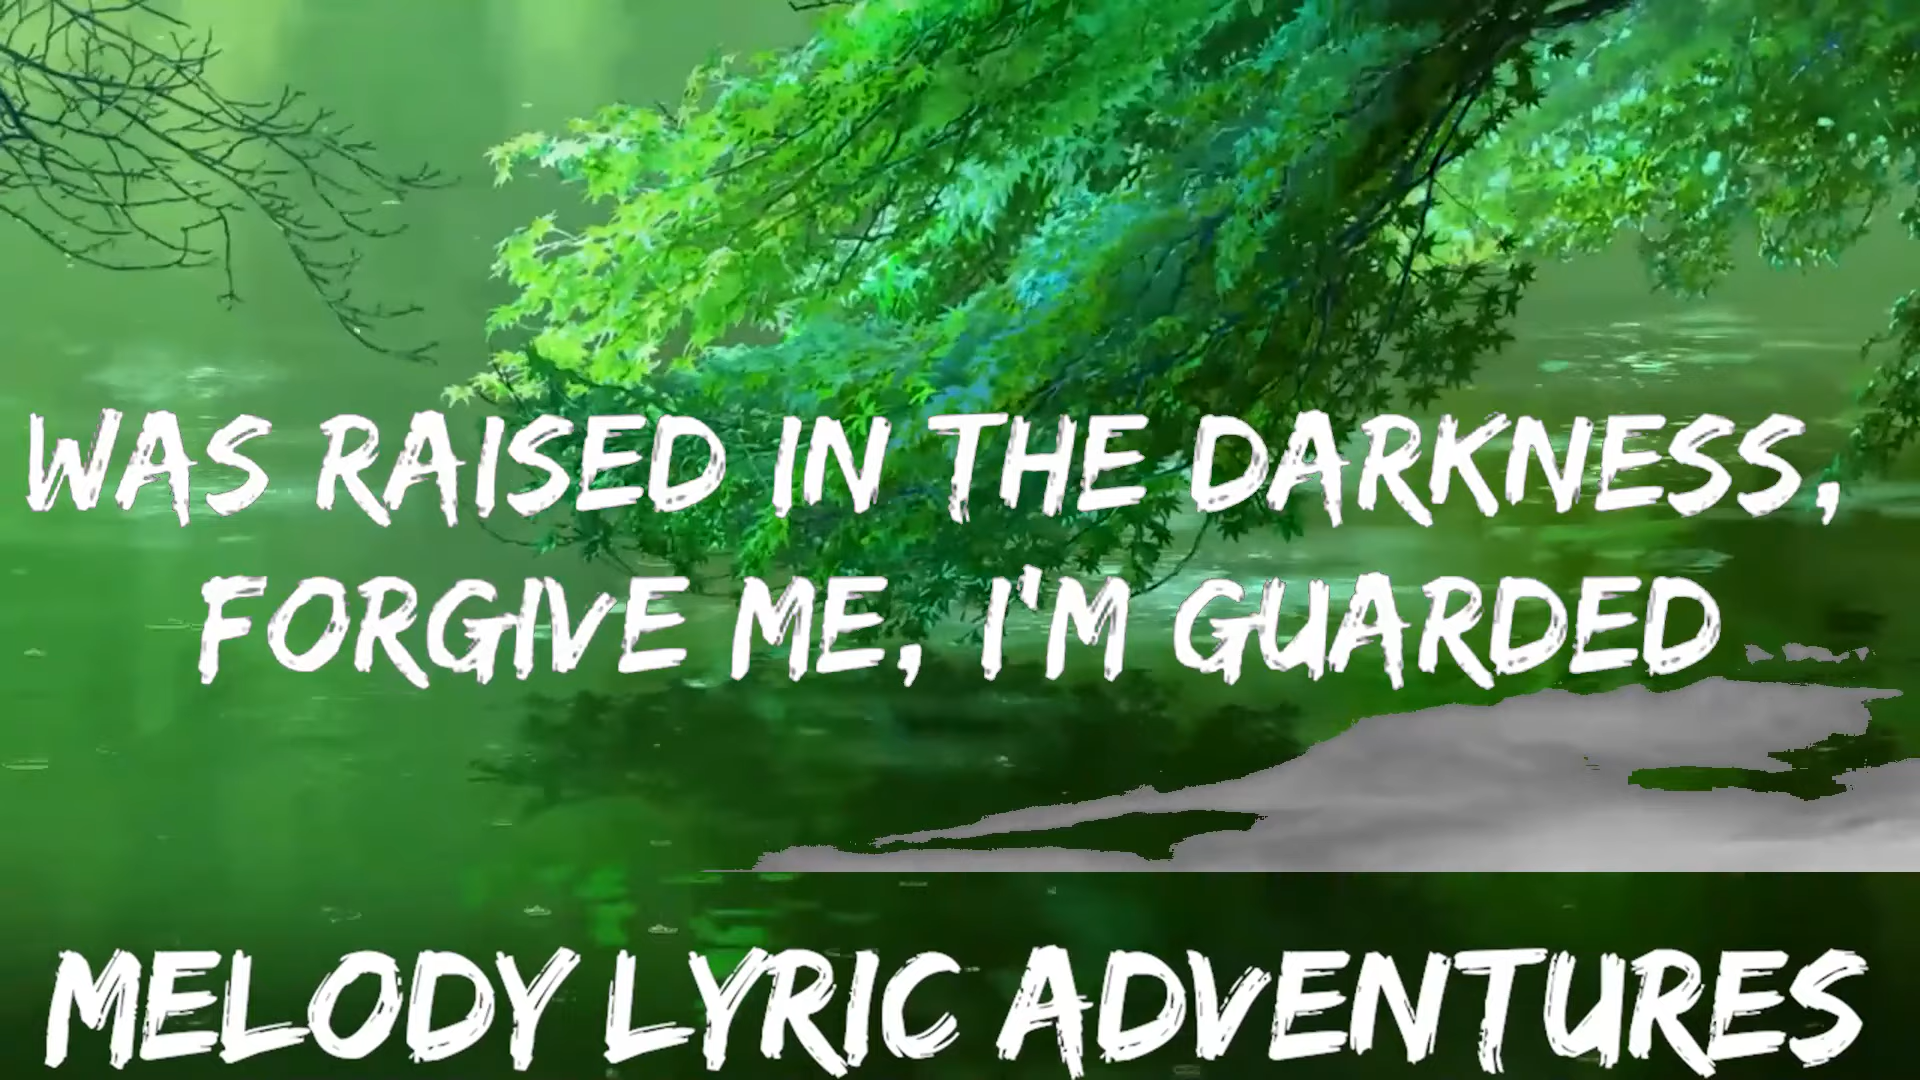 WAS RAISED IN THE DARKNESS,
FORGIVE ME, I'M GUARDED
MELODY LYRIC ADVENTURES